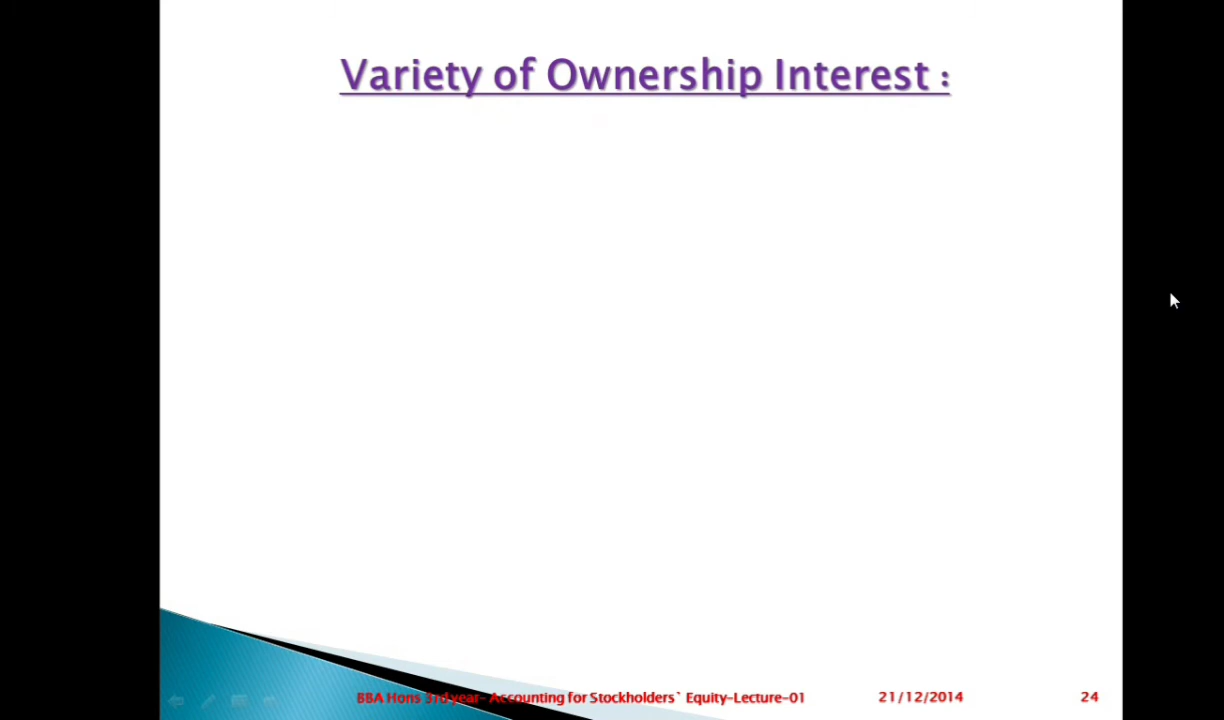 Variety of Ownership Interest :
BBA Hons 3rd year- Accounting for Stockholders` Equity-Lecture-01 21/12/2014 24